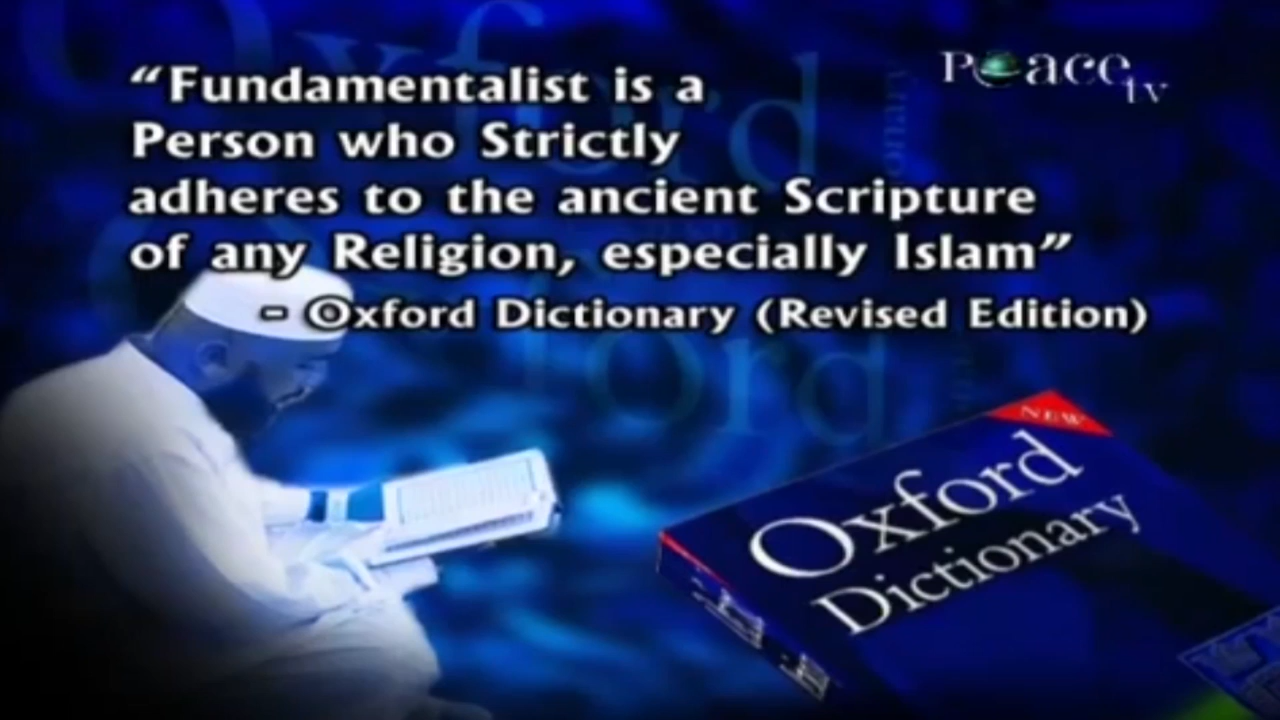 Peace tv
“Fundamentalist is a
Person who Strictly
adheres to the ancient Scripture
of any Religion, especially Islam”
- Oxford Dictionary (Revised Edition)
NEW
Oxford
Dictionary